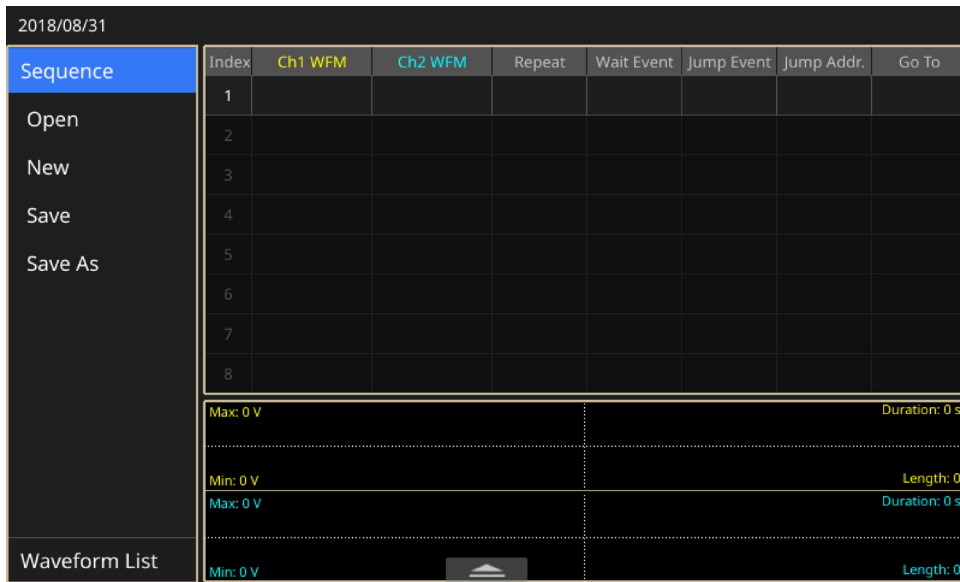 2018/08/31
Sequence
Open
New
Save
Save As
Waveform List
Index Ch1 WFM Ch2 WFM Repeat Wait Event Jump Event Jump Addr. Go To
1
2
3
4
5
6
7
8
Max: 0 V Duration: 0 s
Min: 0 V Length: 0
Max: 0 V Duration: 0 s
Min: 0 V Length: 0